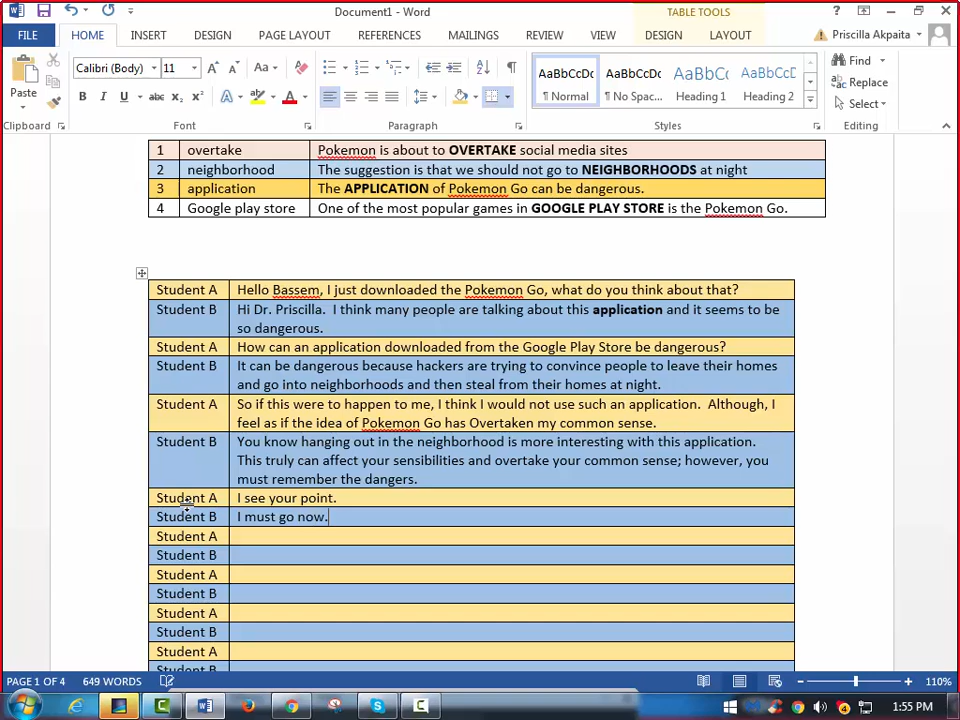 Document1 - Word
TABLE TOOLS
FILE HOME INSERT DESIGN PAGE LAYOUT REFERENCES MAILINGS REVIEW VIEW DESIGN LAYOUT Priscilla Akpaita
Calibri (Body) 11
Paste
Find
Replace
Select
AaBbCcDc AaBbCcDc AaBbCc AaBbCcD
¶ Normal ¶ No Spac... Heading 1 Heading 2
Clipboard Font Paragraph Styles Editing
1 overtake Pokemon is about to OVERTAKE social media sites
2 neighborhood The suggestion is that we should not go to NEIGHBORHOODS at night
3 application The APPLICATION of Pokemon Go can be dangerous.
4 Google play store One of the most popular games in GOOGLE PLAY STORE is the Pokemon Go.
Student A Hello Bassem, I just downloaded the Pokemon Go, what do you think about that?
Student B Hi Dr. Priscilla. I think many people are talking about this application and it seems to be
so dangerous.
Student A How can an application downloaded from the Google Play Store be dangerous?
Student B It can be dangerous because hackers are trying to convince people to leave their homes
and go into neighborhoods and then steal from their homes at night.
Student A So if this were to happen to me, I think I would not use such an application. Although, I
feel as if the idea of Pokemon Go has Overtaken my common sense.
Student B You know hanging out in the neighborhood is more interesting with this application.
This truly can affect your sensibilities and overtake your common sense; however, you
must remember the dangers.
Student A I see your point.
Student B I must go now.
Student A
Student B
Student A
Student B
Student A
Student B
Student A
Student B
PAGE 1 OF 4 649 WORDS 110%
1:55 PM